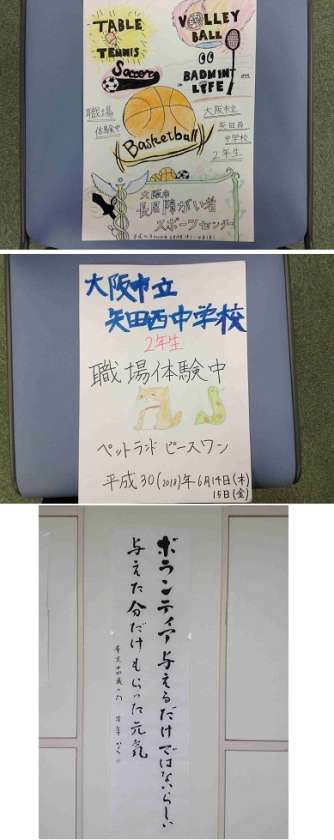 TABLE
TENNIS
VOLLEY
BALL
Soccer
BADMINT
LIFE
職場
体験中
大阪市立
矢田西
中学校
2年生
Basketball
大阪市
長居障がい者
スポーツセンター
大阪市立
矢田西中学校
2年生
職場体験中
ペットランド ピースワン
平成30(2018)年6月14日(木)
15日(金)
ボランティア与えるだけではないらしい
与えた分だけもらった元気